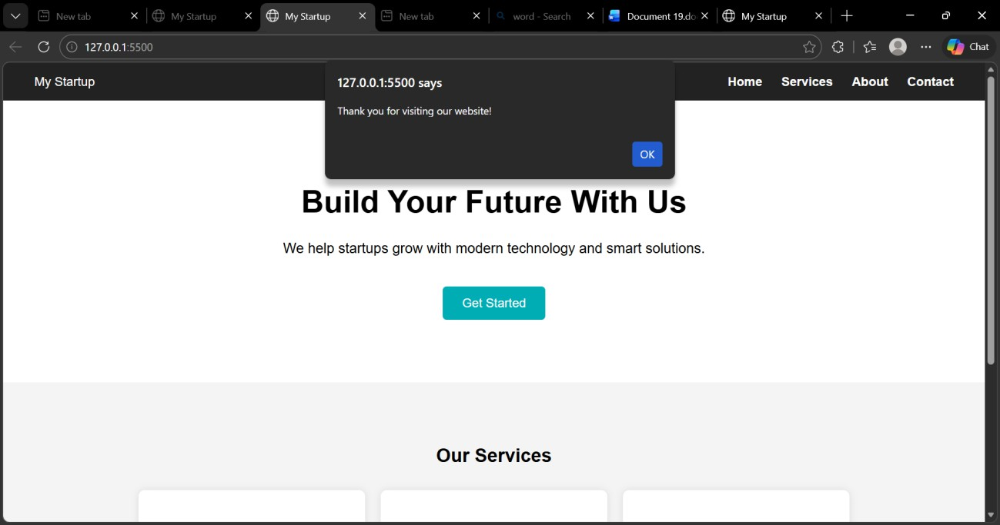 New tab
My Startup
My Startup
New tab
word - Search
Document 19.do
My Startup
127.0.0.1:5500
Chat
My Startup
Home Services About Contact
127.0.0.1:5500 says
Thank you for visiting our website!
OK
Build Your Future With Us
We help startups grow with modern technology and smart solutions.
Get Started
Our Services